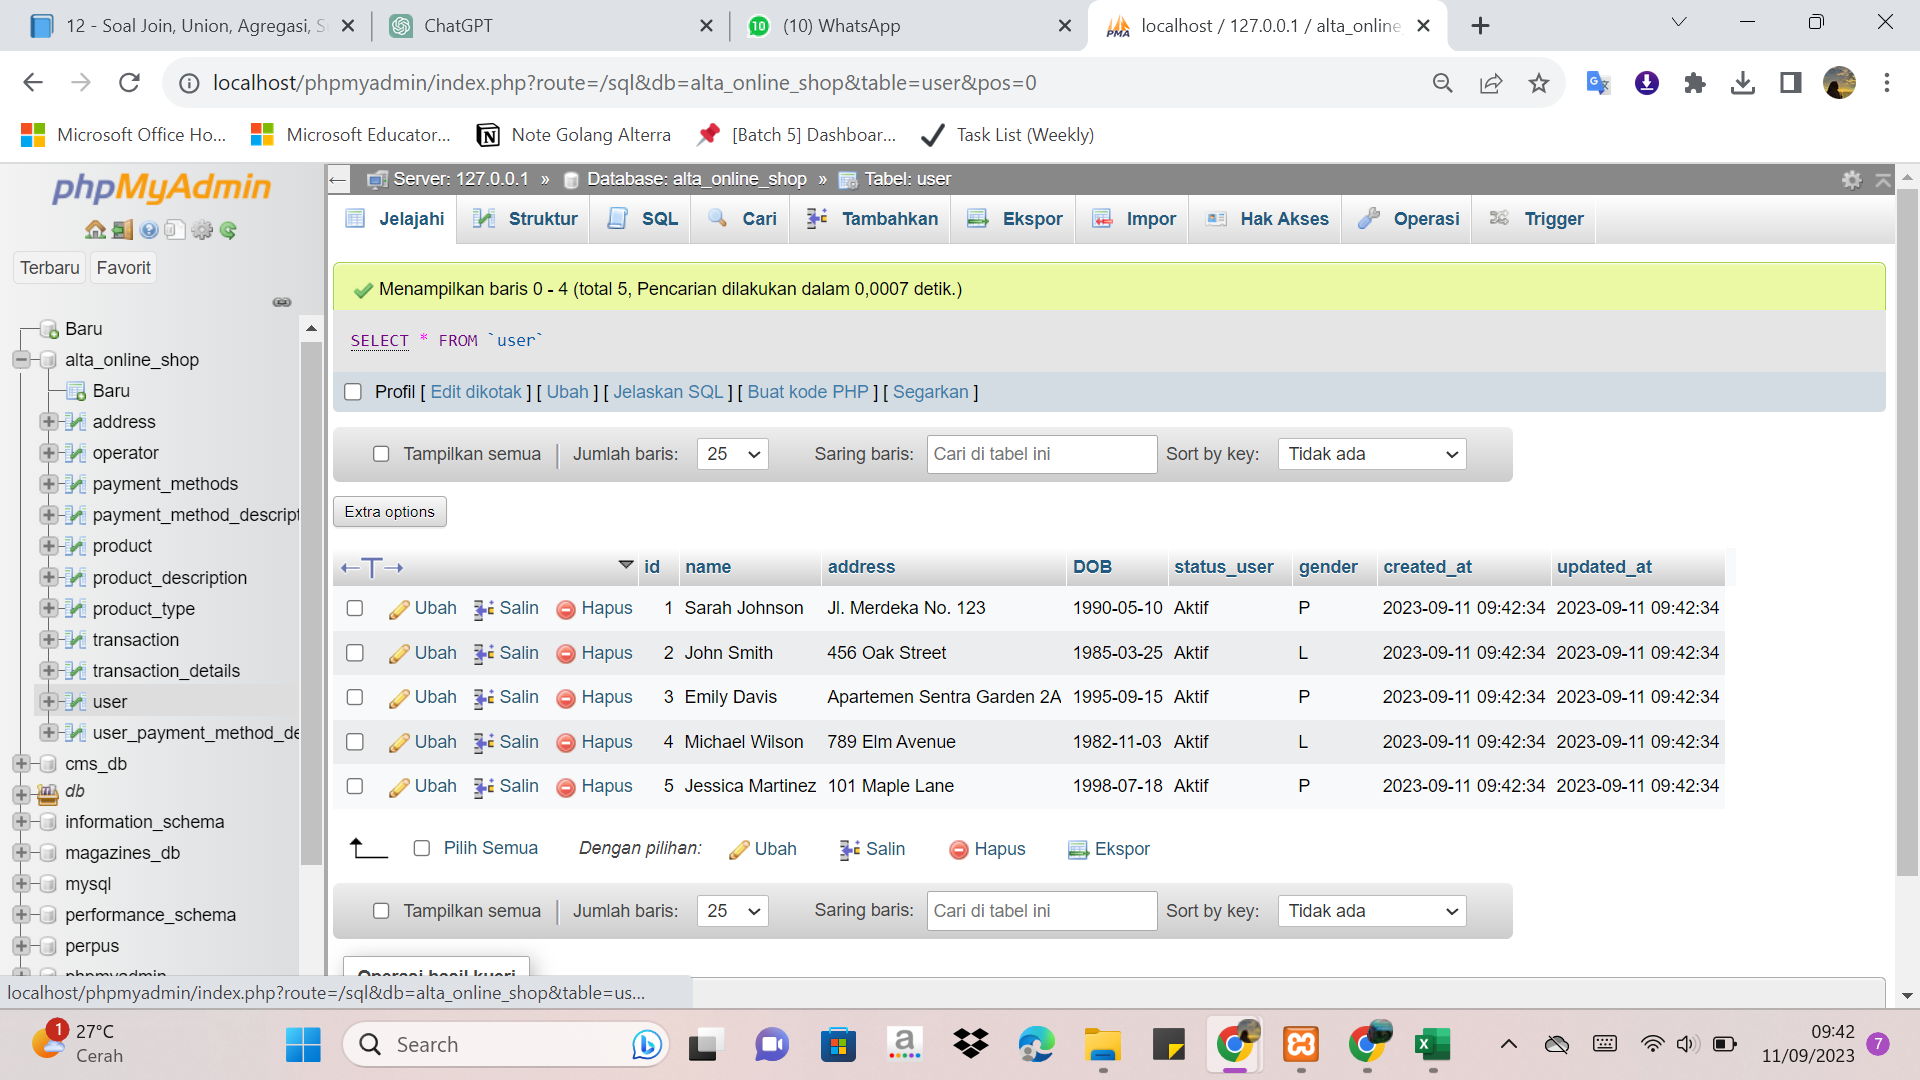 12 - Soal Join, Union, Agregasi, S
ChatGPT
(10) WhatsApp
localhost / 127.0.0.1 / alta_online_
localhost/phpmyadmin/index.php?route=/sql&db=alta_online_shop&table=user&pos=0
Microsoft Office Ho...
Microsoft Educator...
Note Golang Alterra
[Batch 5] Dashboar...
Task List (Weekly)
phpMyAdmin
Terbaru Favorit
Baru
alta_online_shop
Baru
address
operator
payment_methods
payment_method_descript
product
product_description
product_type
transaction
transaction_details
user
user_payment_method_de
cms_db
db
information_schema
magazines_db
mysql
performance_schema
perpus
phpmyadmin
Server: 127.0.0.1 » Database: alta_online_shop » Tabel: user
Jelajahi Struktur SQL Cari Tambahkan Ekspor Impor Hak Akses Operasi Trigger
Menampilkan baris 0 - 4 (total 5, Pencarian dilakukan dalam 0,0007 detik.)
SELECT * FROM `user`
Profil [ Edit dikotak ] [ Ubah ] [ Jelaskan SQL ] [ Buat kode PHP ] [ Segarkan ]
Tampilkan semua Jumlah baris: 25 Saring baris: Cari di tabel ini Sort by key: Tidak ada
Extra options
←T→ id name address DOB status_user gender created_at updated_at
Ubah Salin Hapus 1 Sarah Johnson Jl. Merdeka No. 123 1990-05-10 Aktif P 2023-09-11 09:42:34 2023-09-11 09:42:34
Ubah Salin Hapus 2 John Smith 456 Oak Street 1985-03-25 Aktif L 2023-09-11 09:42:34 2023-09-11 09:42:34
Ubah Salin Hapus 3 Emily Davis Apartemen Sentra Garden 2A 1995-09-15 Aktif P 2023-09-11 09:42:34 2023-09-11 09:42:34
Ubah Salin Hapus 4 Michael Wilson 789 Elm Avenue 1982-11-03 Aktif L 2023-09-11 09:42:34 2023-09-11 09:42:34
Ubah Salin Hapus 5 Jessica Martinez 101 Maple Lane 1998-07-18 Aktif P 2023-09-11 09:42:34 2023-09-11 09:42:34
Pilih Semua Dengan pilihan: Ubah Salin Hapus Ekspor
Tampilkan semua Jumlah baris: 25 Saring baris: Cari di tabel ini Sort by key: Tidak ada
Operasi hasil kueri
localhost/phpmyadmin/index.php?route=/sql&db=alta_online_shop&table=us...
1
27°C
Cerah
Search
09:42
11/09/2023
7